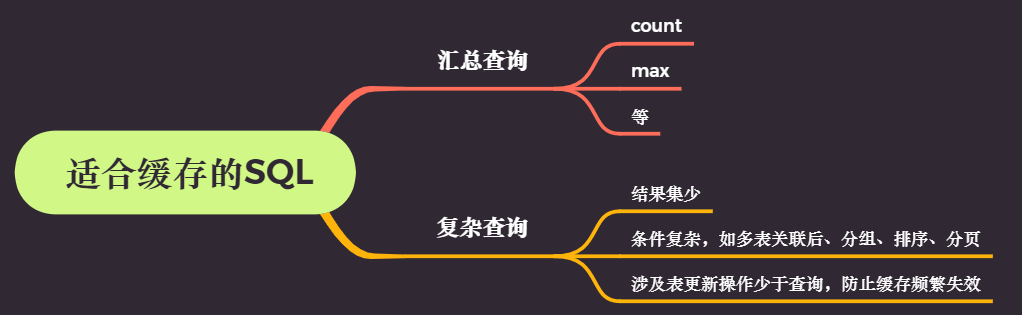 适合缓存的SQL
汇总查询
count
max
等
复杂查询
结果集少
条件复杂，如多表关联后、分组、排序、分页
涉及表更新操作少于查询，防止缓存频繁失效